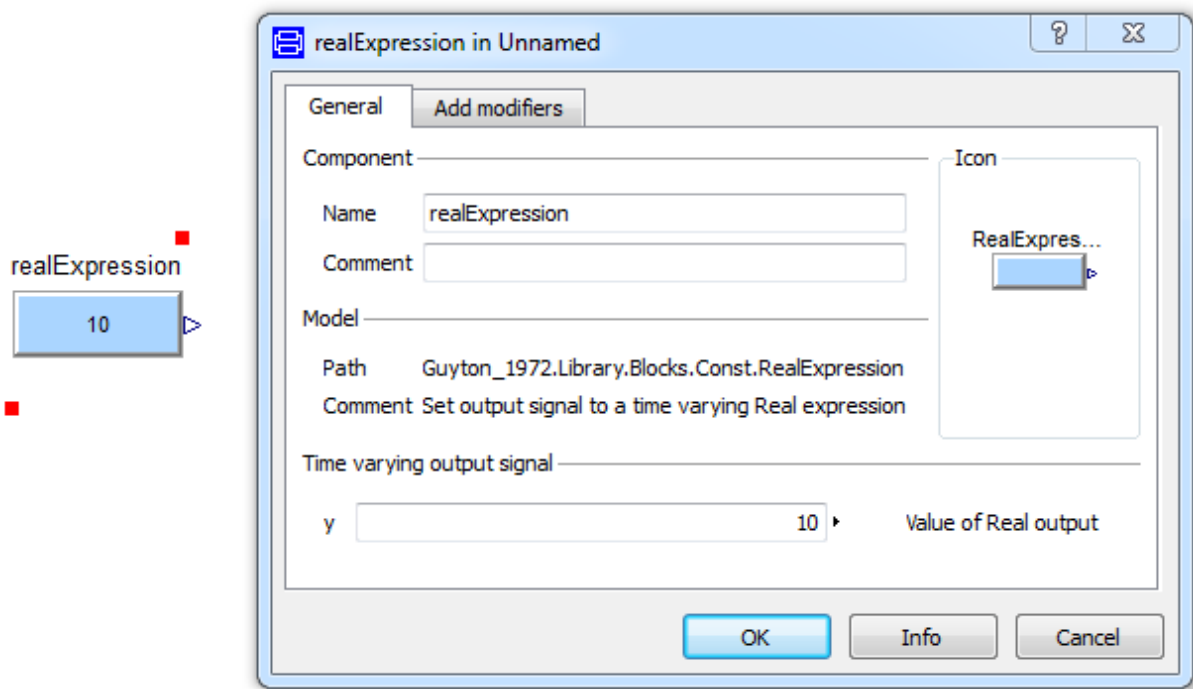 realExpression in Unnamed
General
Add modifiers
Component
Icon
Name
realExpression
RealExpres...
Comment
realExpression
10
Model
Path
Guyton_1972.Library.Blocks.Const.RealExpression
Comment Set output signal to a time varying Real expression
Time varying output signal
y
10
Value of Real output
OK
Info
Cancel